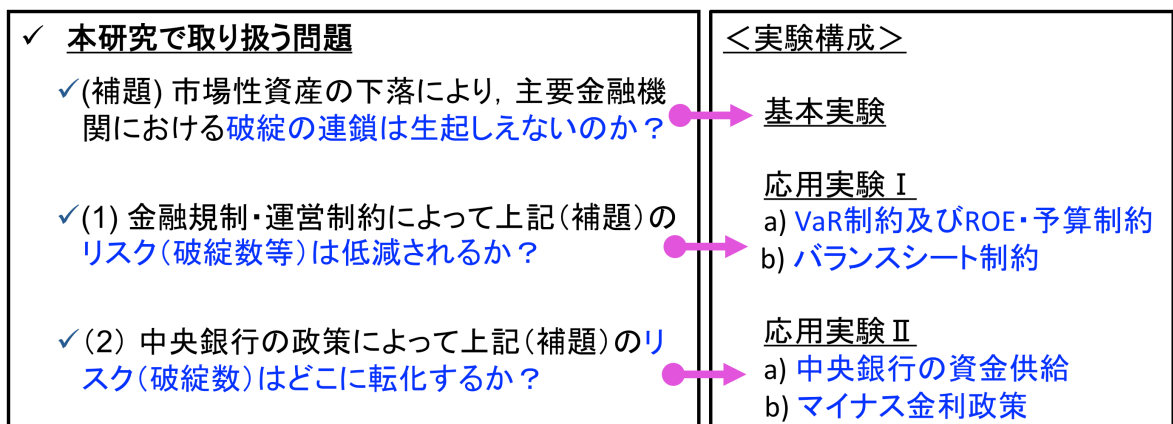 ✓ 本研究で取り扱う問題
✓(補題) 市場性資産の下落により, 主要金融機
関における破綻の連鎖は生起しえないのか？
✓(1) 金融規制・運営制約によって上記（補題）の
リスク（破綻数等）は低減されるか？
✓（2） 中央銀行の政策によって上記（補題）のリ
スク（破綻数）はどこに転化するか？
＜実験構成＞
基本実験
応用実験Ⅰ
a) VaR制約及びROE・予算制約
b) バランスシート制約
応用実験Ⅱ
a) 中央銀行の資金供給
b) マイナス金利政策